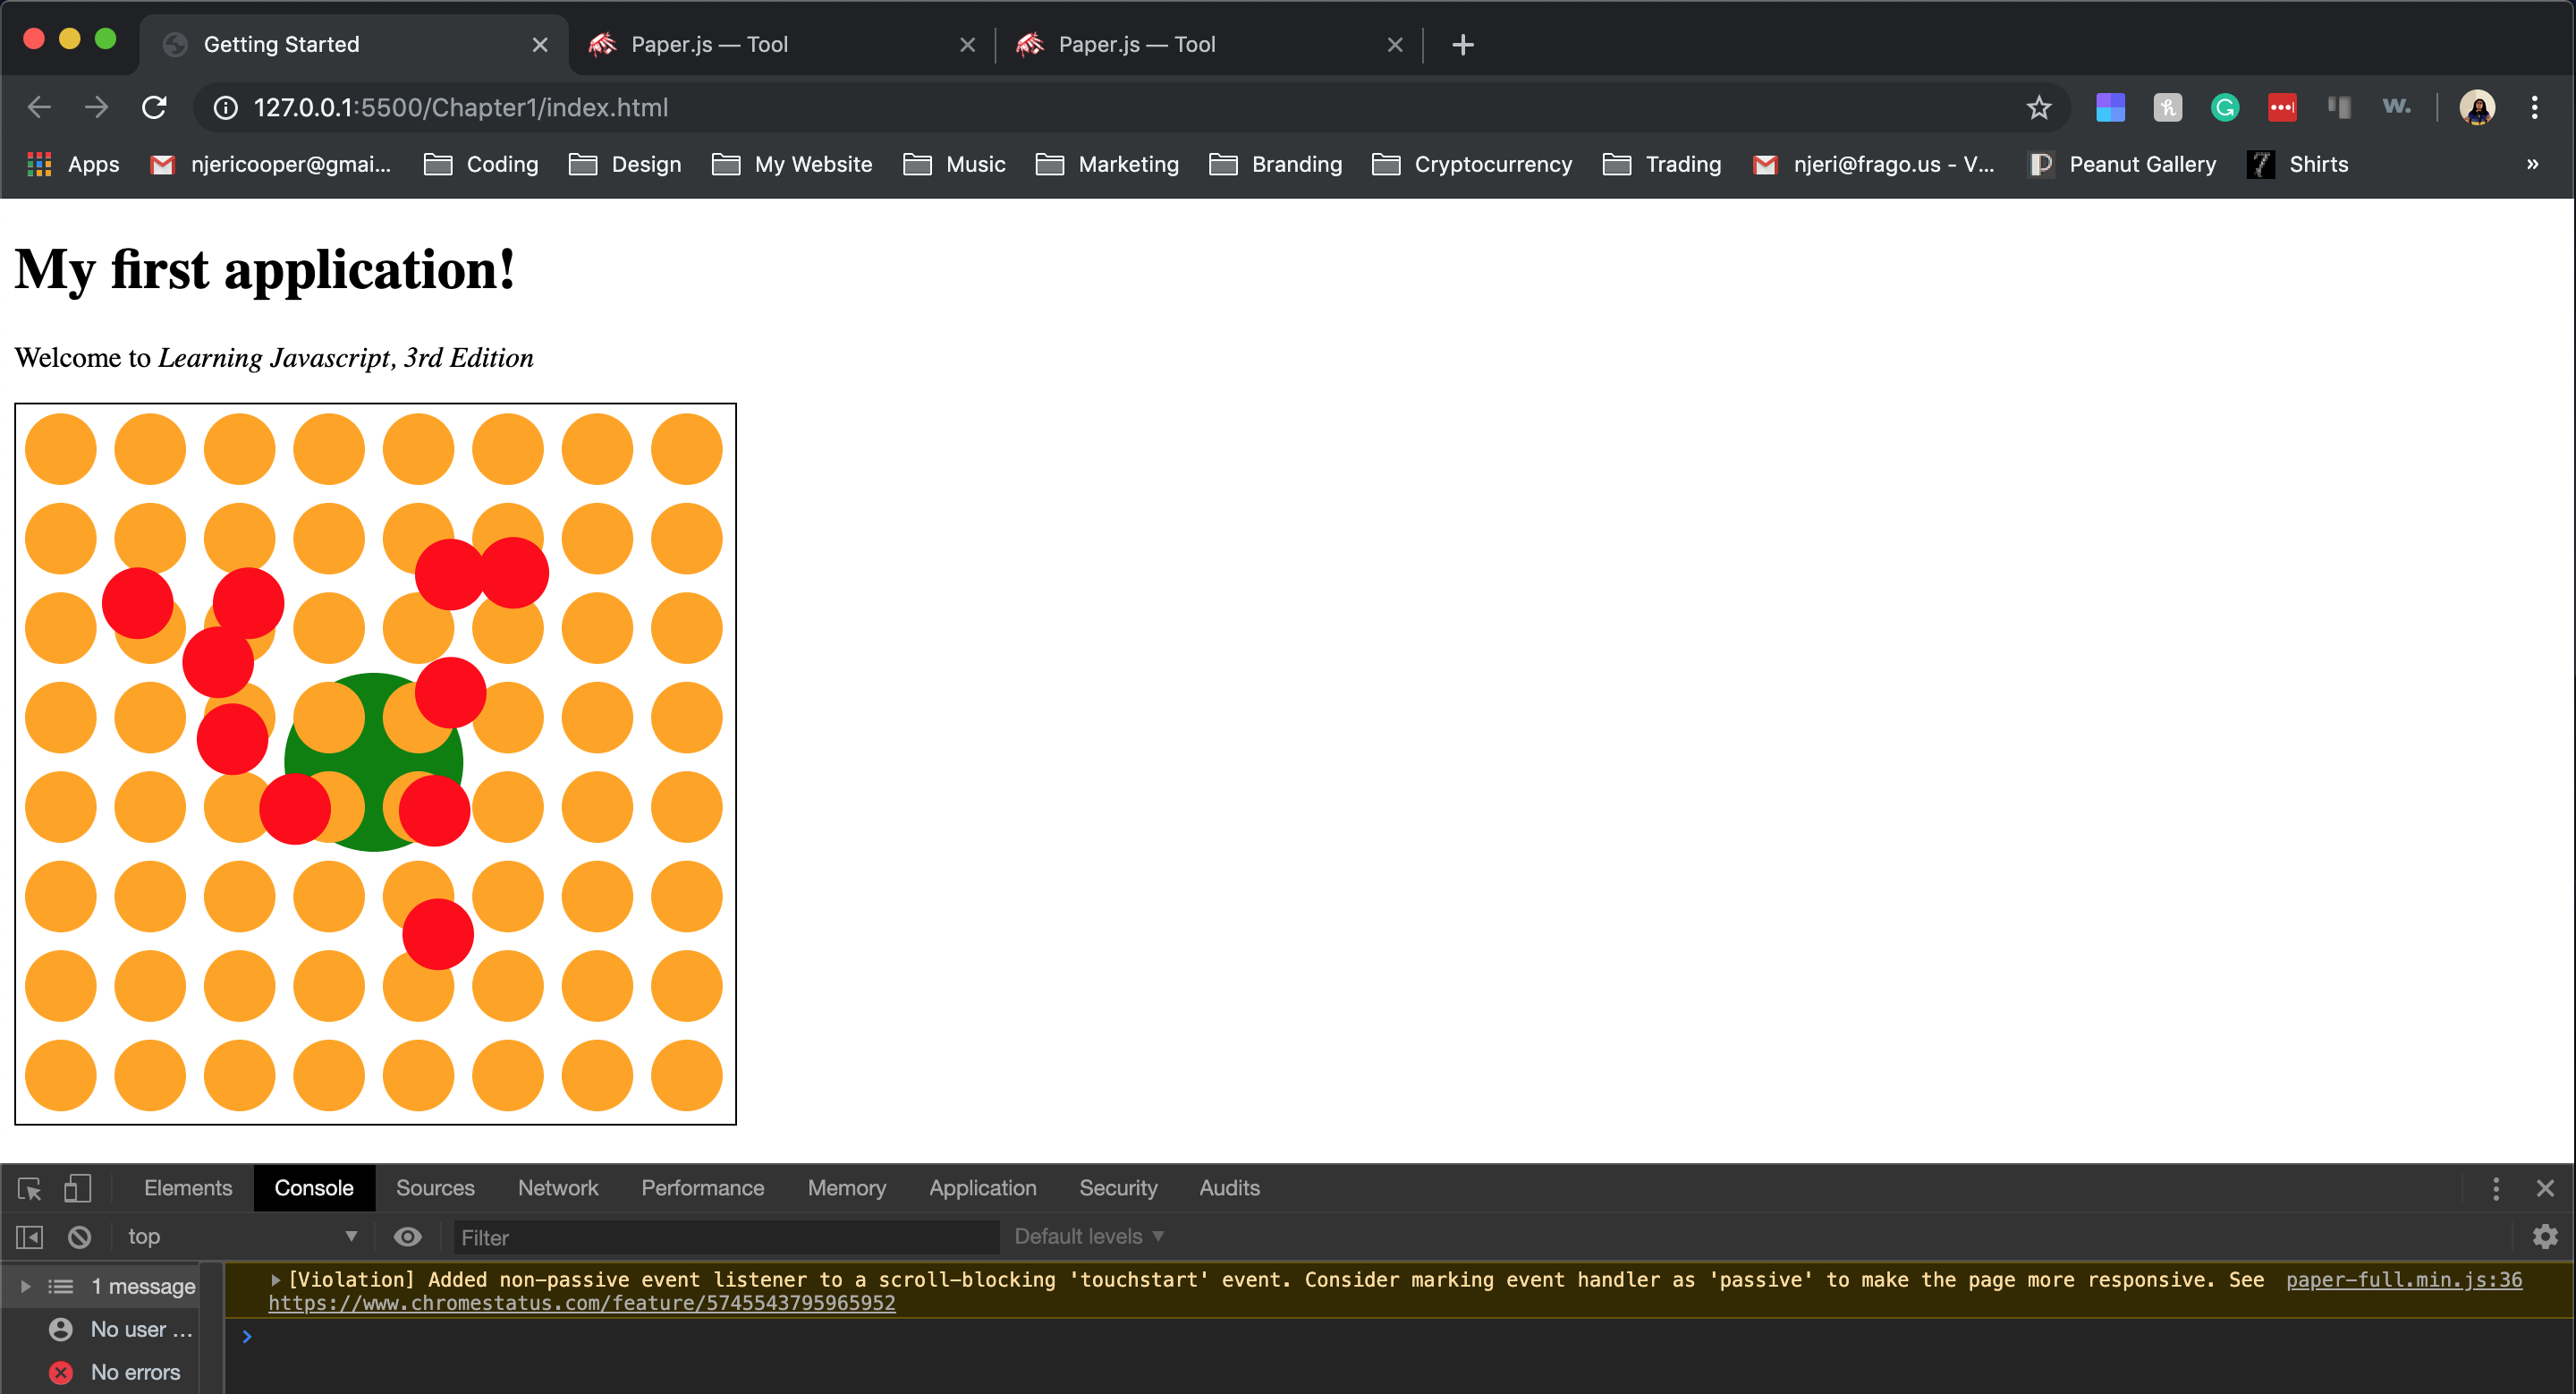 Getting Started
Paper.js — Tool
Paper.js — Tool
127.0.0.1:5500/Chapter1/index.html
Apps
njericooper@gmai...
Coding
Design
My Website
Music
Marketing
Branding
Cryptocurrency
Trading
njeri@frago.us - V...
Peanut Gallery
Shirts
»
My first application!
Welcome to Learning Javascript, 3rd Edition
Elements Console Sources Network Performance Memory Application Security Audits
top
Filter
Default levels
1 message
No user ...
No errors
[Violation] Added non-passive event listener to a scroll-blocking 'touchstart' event. Consider marking event handler as 'passive' to make the page more responsive. See paper-full.min.js:36
https://www.chromestatus.com/feature/5745543795965952
>